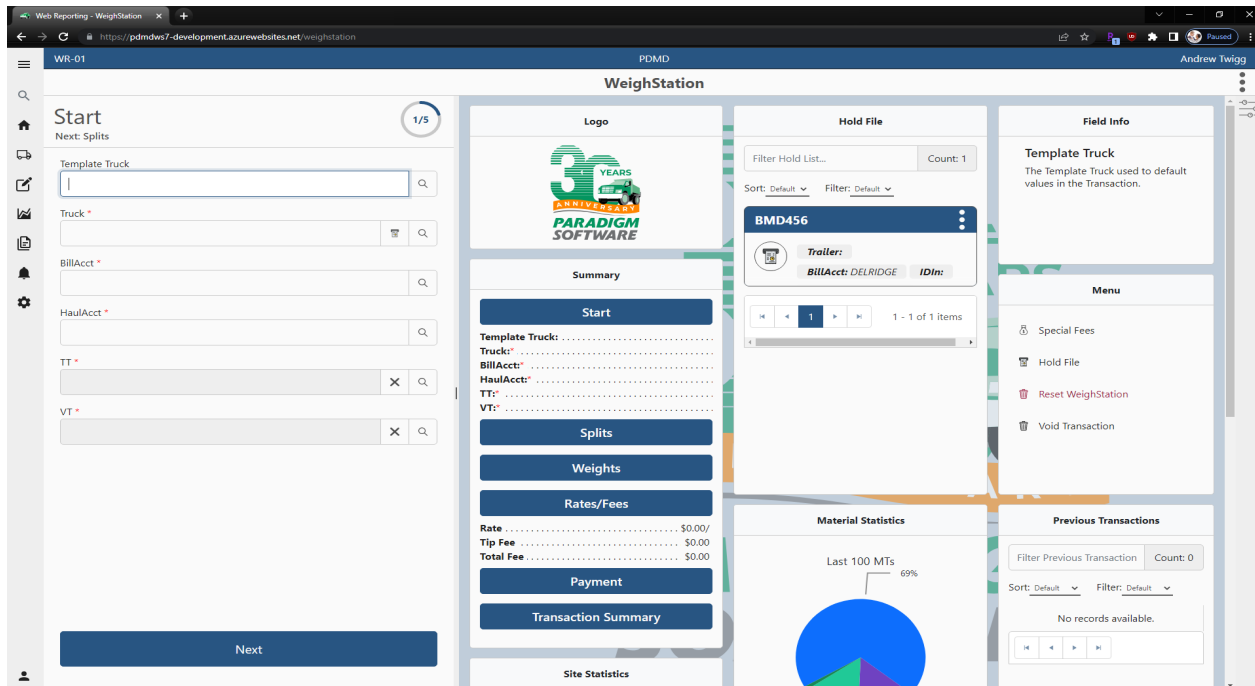 Web Reporting - WeighStation
https://pdmdws7-development.azurewebsites.net/weighstation
Paused
WR-01
PDMD
Andrew Twigg
WeighStation
Start
Next: Splits
1/5
Template Truck
Truck *
BillAcct *
HaulAcct *
TT *
VT *
Next
Logo
30 YEARS
ANNIVERSARY
PARADIGM
SOFTWARE
Summary
Start
Template Truck:
Truck:*
BillAcct:*
HaulAcct:*
TT:*
VT:*
Splits
Weights
Rates/Fees
Rate $0.00/
Tip Fee $0.00
Total Fee $0.00
Payment
Transaction Summary
Site Statistics
Hold File
Filter Hold List...
Count: 1
Sort: Default Filter: Default
BMD456
Trailer:
BillAcct: DELRIDGE IDIn:
1
1 - 1 of 1 items
Material Statistics
Last 100 MTs
69%
Field Info
Template Truck
The Template Truck used to default
values in the Transaction.
Menu
Special Fees
Hold File
Reset WeighStation
Void Transaction
Previous Transactions
Filter Previous Transaction
Count: 0
Sort: Default Filter: Default
No records available.